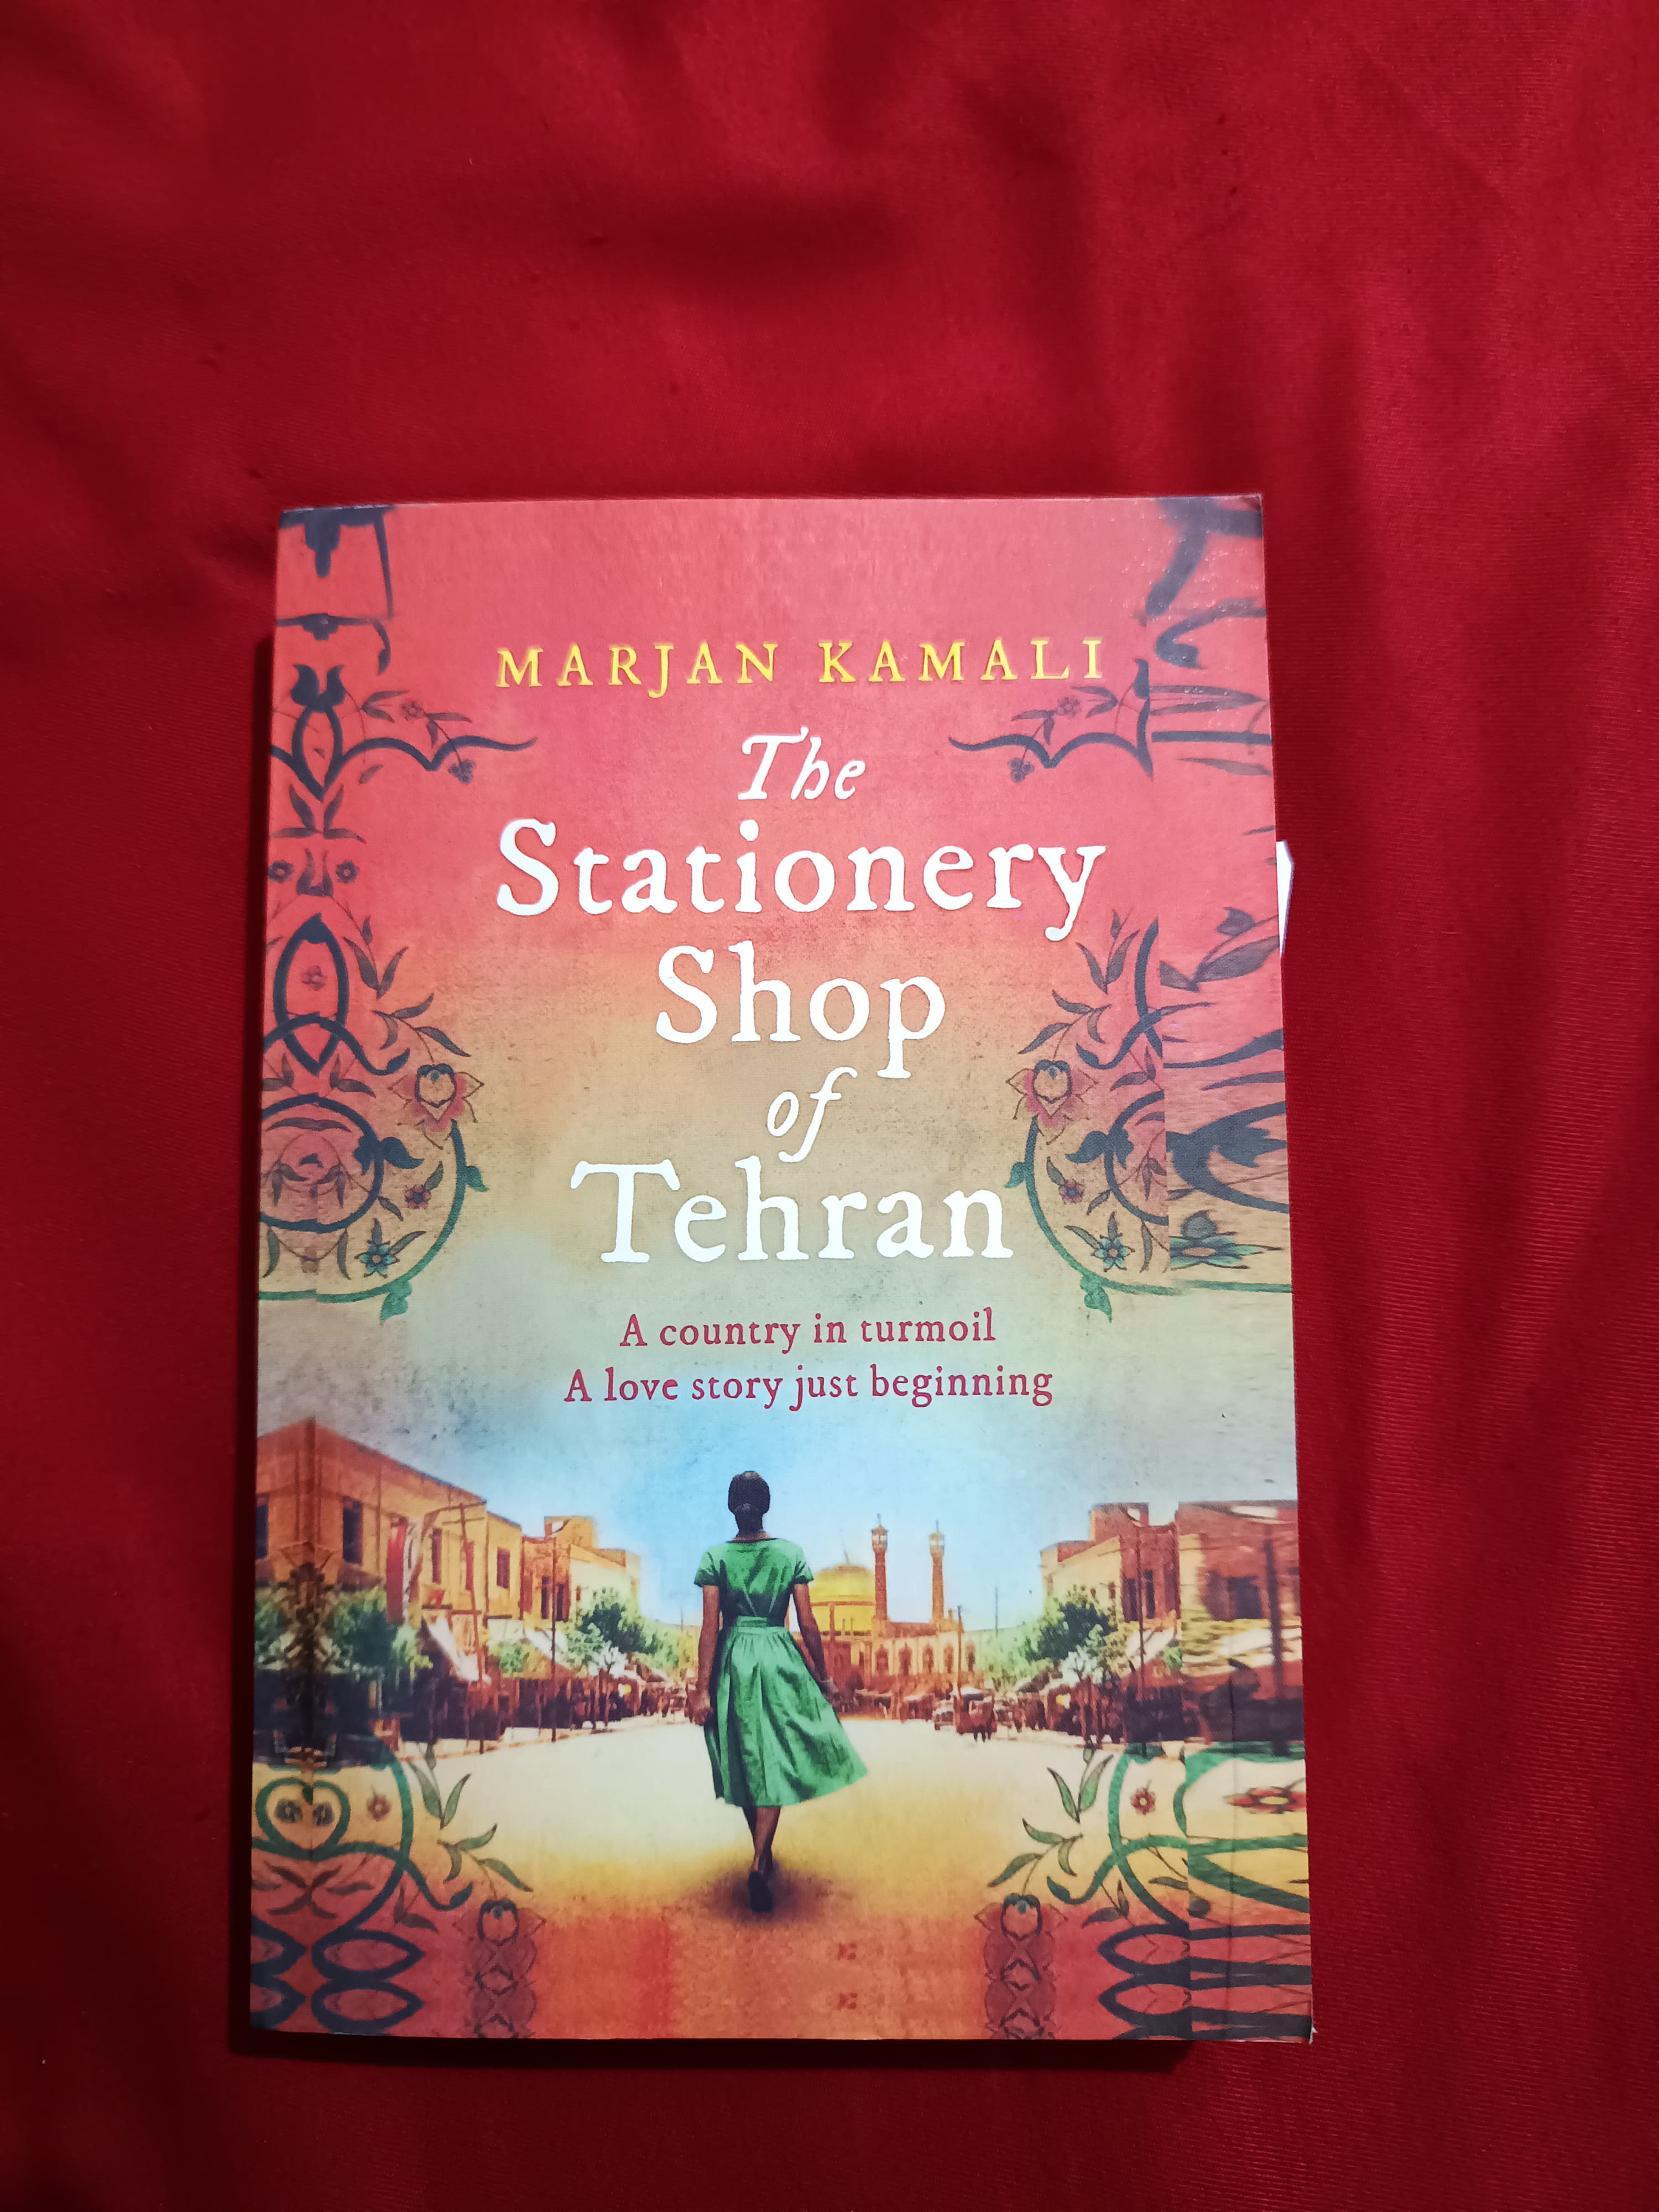 MARJAN KAMALI
The
Stationery
Shop
of
Tehran
A country in turmoil
A love story just beginning